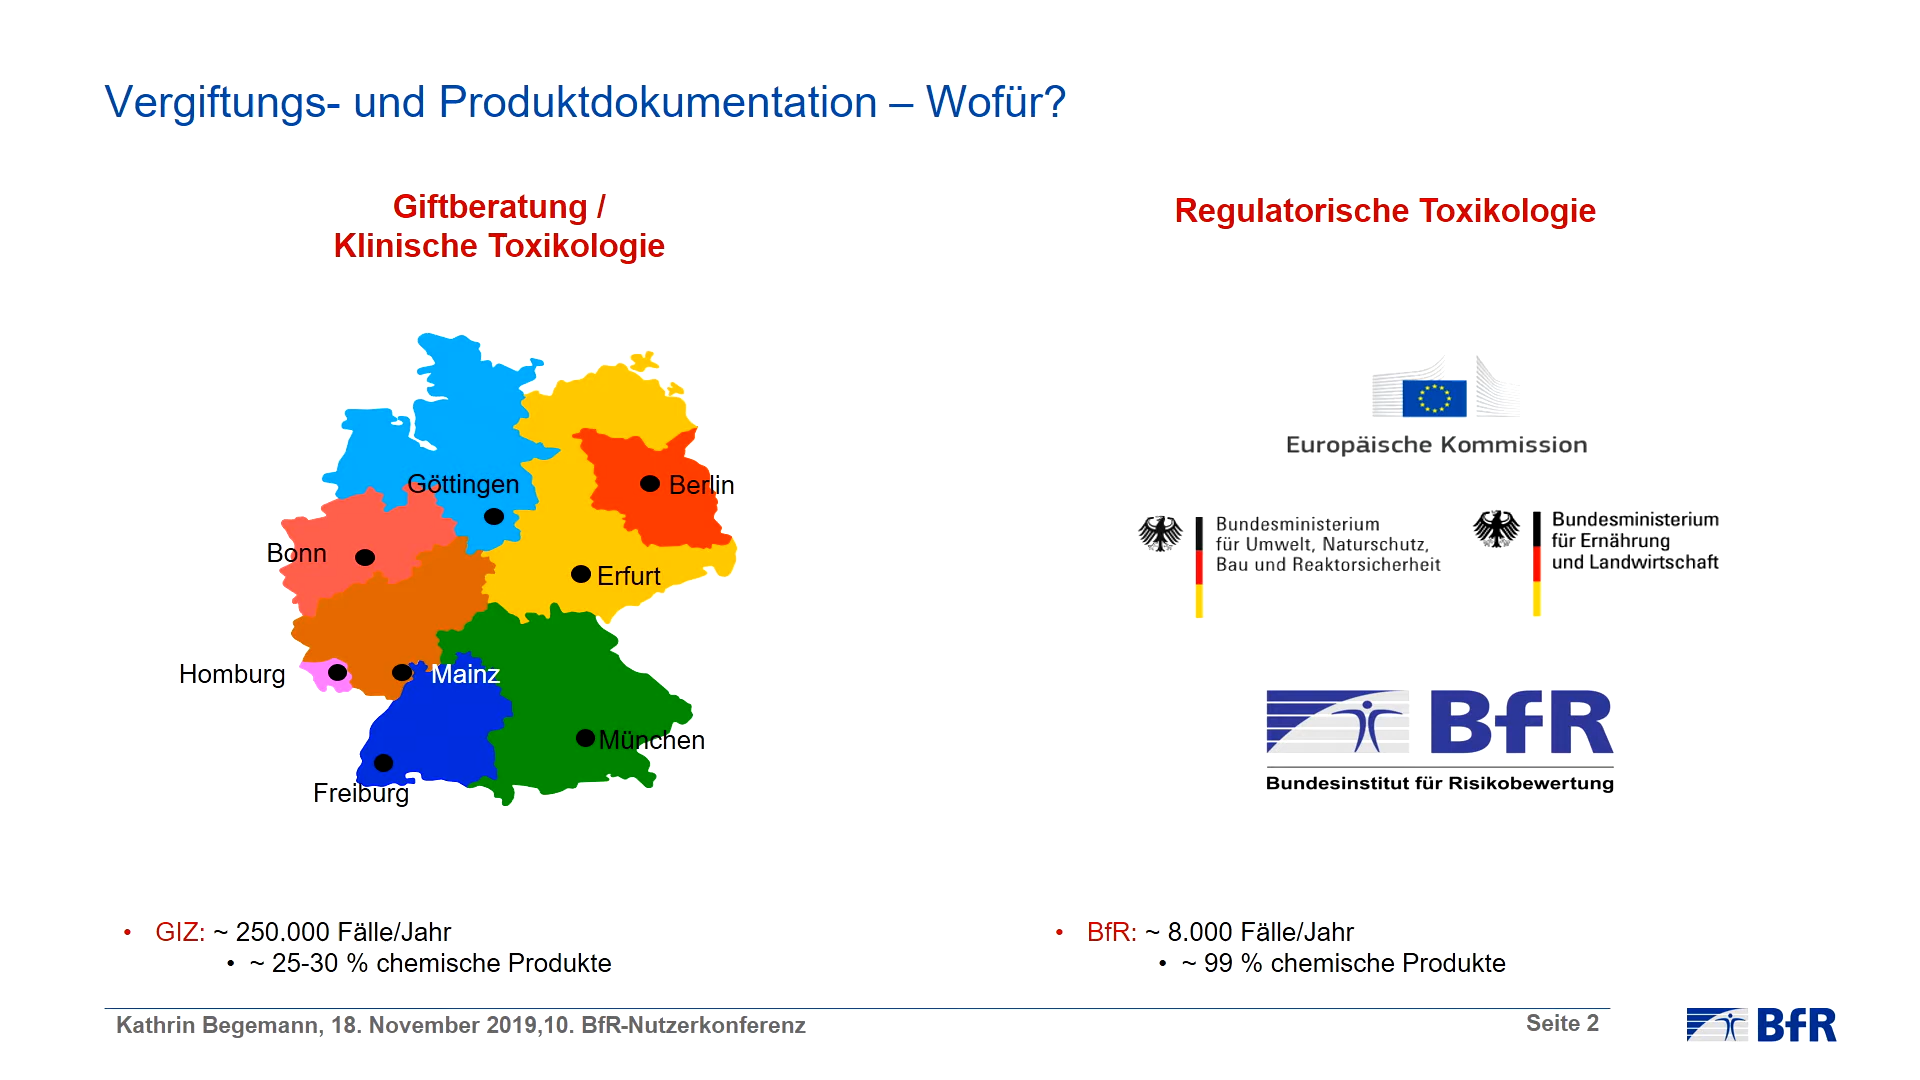 Vergiftungs- und Produktdokumentation – Wofür?
Giftberatung /
Klinische Toxikologie
Göttingen
Berlin
Bonn
Erfurt
Homburg
Mainz
München
Freiburg
• GIZ: ~ 250.000 Fälle/Jahr
• ~ 25-30 % chemische Produkte
Regulatorische Toxikologie
Europäische Kommission
Bundesministerium
für Umwelt, Naturschutz,
Bau und Reaktorsicherheit
Bundesministerium
für Ernährung
und Landwirtschaft
BfR
Bundesinstitut für Risikobewertung
• BfR: ~ 8.000 Fälle/Jahr
• ~ 99 % chemische Produkte
Kathrin Begemann, 18. November 2019,10. BfR-Nutzerkonferenz
Seite 2
BfR